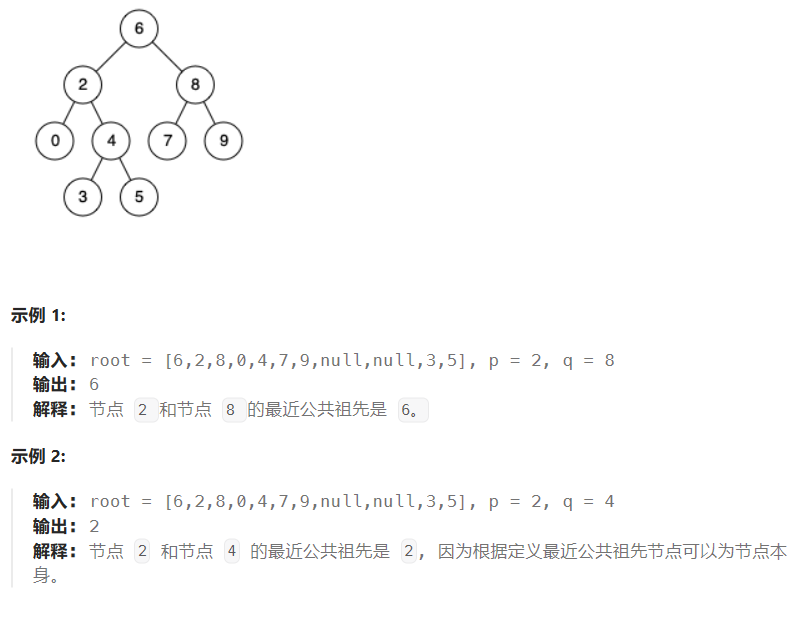 6
2 8
0 4 7 9
3 5
示例 1:
输入: root = [6,2,8,0,4,7,9,null,null,3,5], p = 2, q = 8
输出: 6
解释: 节点 2 和节点 8 的最近公共祖先是 6。
示例 2:
输入: root = [6,2,8,0,4,7,9,null,null,3,5], p = 2, q = 4
输出: 2
解释: 节点 2 和节点 4 的最近公共祖先是 2, 因为根据定义最近公共祖先节点可以为节点本
身。